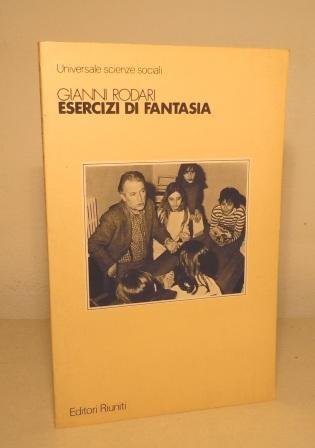 Universale scienze sociali
GIANNI RODARI
ESERCIZI DI FANTASIA
Editori Riuniti